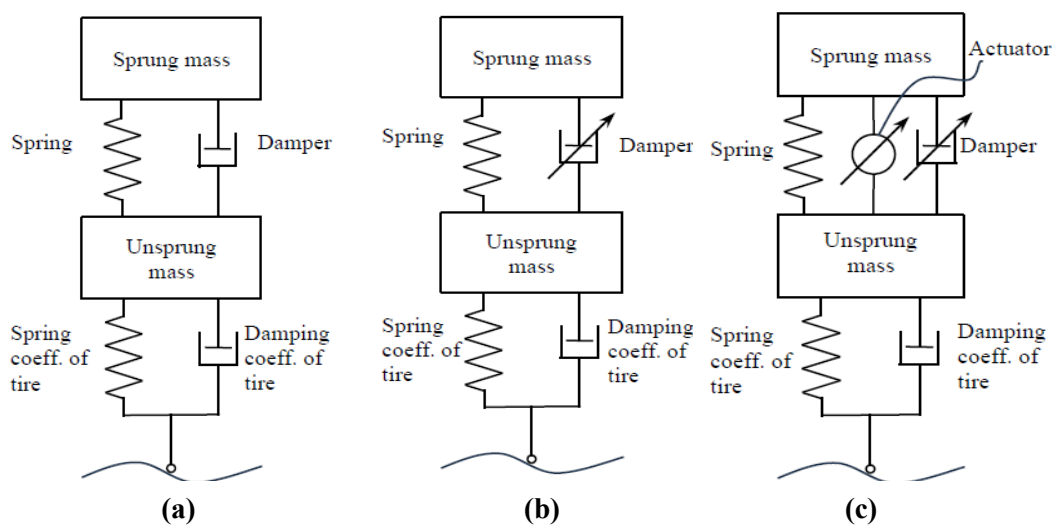 Sprung mass
Spring
Damper
Unsprung
mass
Spring
coeff. of
tire
Damping
coeff. of
tire
(a)
Sprung mass
Spring
Damper
Unsprung
mass
Spring
coeff. of
tire
Damping
coeff. of
tire
(b)
Actuator
Sprung mass
Spring
Damper
Unsprung
mass
Spring
coeff. of
tire
Damping
coeff. of
tire
(c)